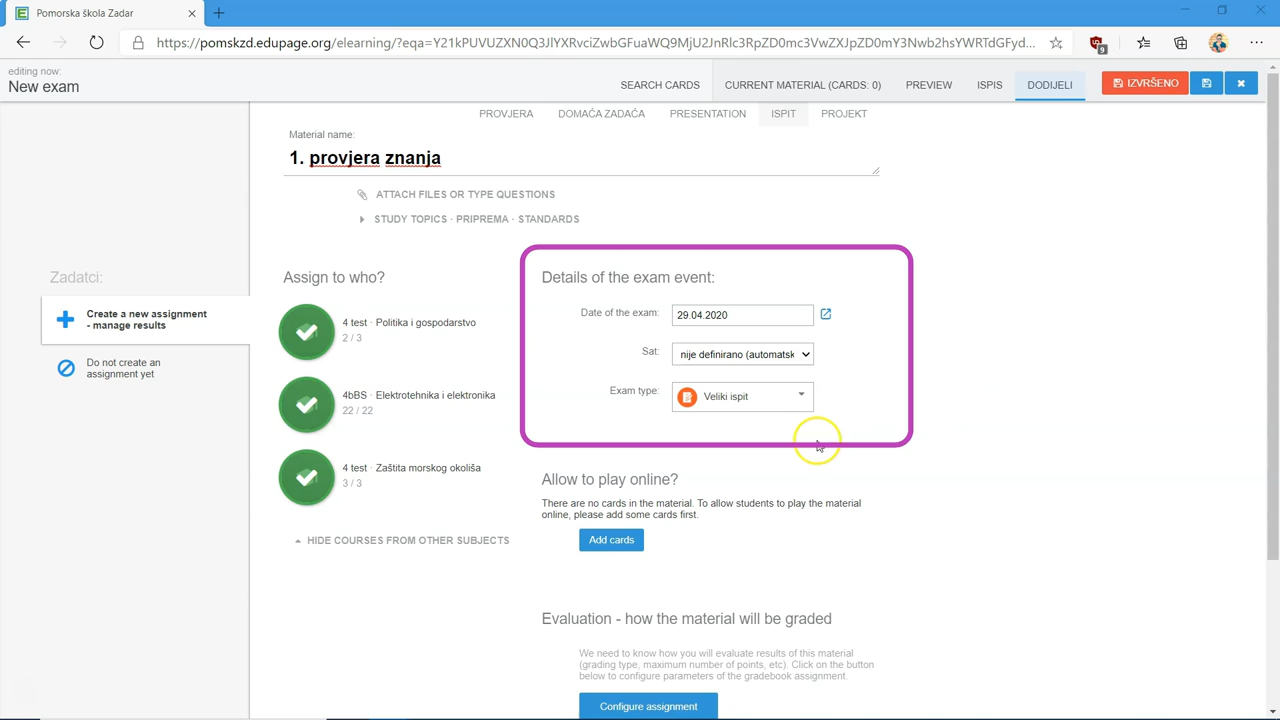 Pomorska škola Zadar
https://pomskzd.edupage.org/elearning/?eqa=Y21kPUVUZXN0Q3JlYXRvciZwbGFuaWQ9MjU2JnRlc3RpZD0mc3VwZXJpZD0mY3Nwb2hsYWRTdGFyd...
9
editing now:
New exam
SEARCH CARDS
CURRENT MATERIAL (CARDS: 0)
PREVIEW
ISPIS
DODIJELI
IZVRŠENO
PROVJERA
DOMAĆA ZADAĆA
PRESENTATION
ISPIT
PROJEKT
Material name:
1. provjera znanja
ATTACH FILES OR TYPE QUESTIONS
STUDY TOPICS · PRIPREMA · STANDARDS
Zadatci:
Create a new assignment
- manage results
Do not create an
assignment yet
Assign to who?
4 test · Politika i gospodarstvo
2 / 3
4bBS · Elektrotehnika i elektronika
22 / 22
4 test · Zaštita morskog okoliša
3 / 3
HIDE COURSES FROM OTHER SUBJECTS
Details of the exam event:
Date of the exam:
29.04.2020
Sat:
nije definirano (automatsk
Exam type:
Veliki ispit
Allow to play online?
There are no cards in the material. To allow students to play the material
online, please add some cards first.
Add cards
Evaluation - how the material will be graded
We need to know how you will evaluate results of this material
(grading type, maximum number of points, etc). Click on the button
below to configure parameters of the gradebook assignment.
Configure assignment